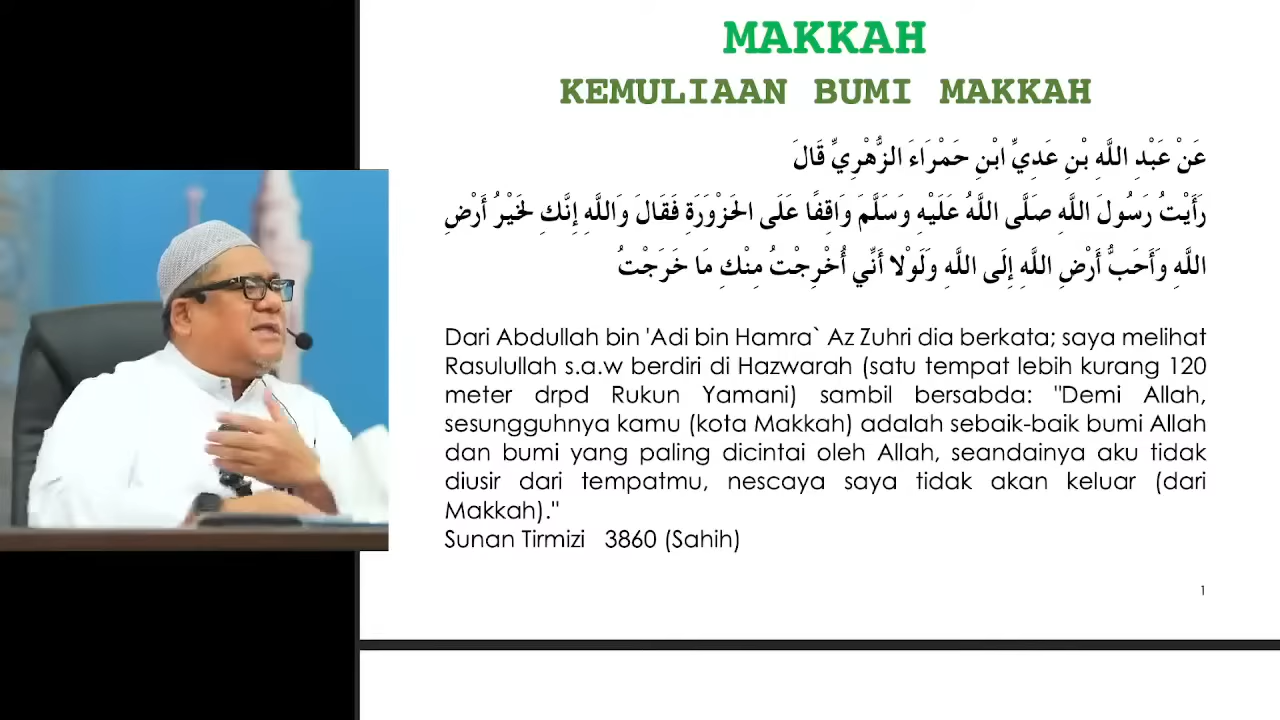 MAKKAH
KEMULIAAN BUMI MAKKAH
عَنْ عَبْدِ اللَّهِ بْنِ عَدِيِّ ابْنِ حَمْرَاءَ الزُّهْرِيِّ قَالَ
رَأَيْتُ رَسُولَ اللَّهِ صَلَّى اللَّهُ عَلَيْهِ وَسَلَّمَ وَاقِفًا عَلَى الْحَزْوَرَةِ فَقَالَ وَاللَّهِ إِنَّكِ لَخَيْرُ أَرْضِ
اللَّهِ وَأَحَبُّ أَرْضِ اللَّهِ إِلَى اللَّهِ وَلَوْلا أَنِّي أُخْرِجْتُ مِنْكِ مَا خَرَجْتُ
Dari Abdullah bin 'Adi bin Hamra` Az Zuhri dia berkata; saya melihat
Rasulullah s.a.w berdiri di Hazwarah (satu tempat lebih kurang 120
meter drpd Rukun Yamani) sambil bersabda: "Demi Allah,
sesungguhnya kamu (kota Makkah) adalah sebaik-baik bumi Allah
dan bumi yang paling dicintai oleh Allah, seandainya aku tidak
diusir dari tempatmu, nescaya saya tidak akan keluar (dari
Makkah)."
Sunan Tirmizi 3860 (Sahih)
1